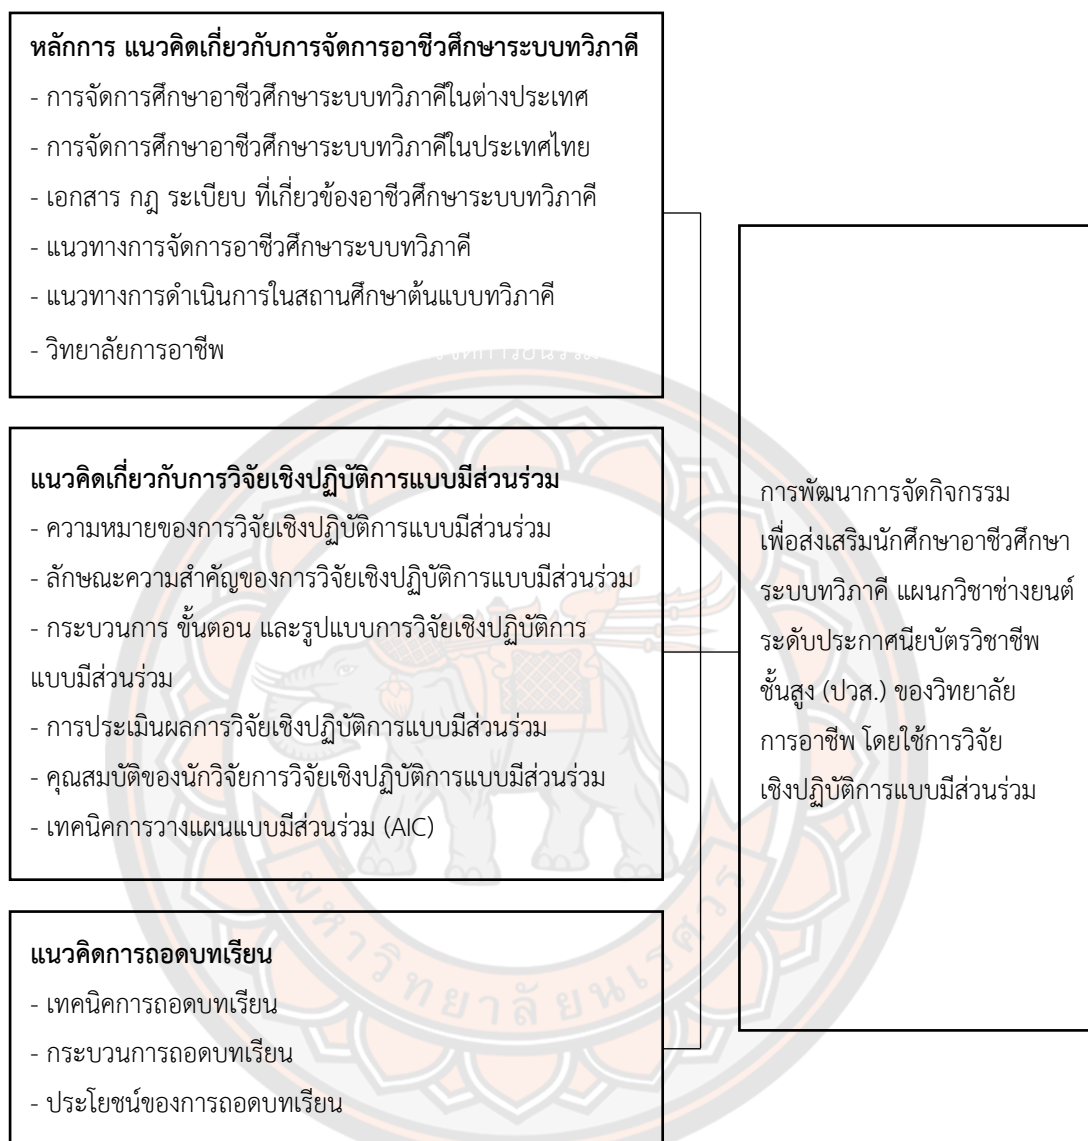 หลักการ แนวคิดเกี่ยวกับการจัดการอาชีวศึกษาระบบทวิภาคี
- การจัดการศึกษาอาชีวศึกษาระบบทวิภาคีในต่างประเทศ
- การจัดการศึกษาอาชีวศึกษาระบบทวิภาคีในประเทศไทย
- เอกสาร กฎ ระเบียบ ที่เกี่ยวข้องอาชีวศึกษาระบบทวิภาคี
- แนวทางการจัดการอาชีวศึกษาระบบทวิภาคี
- แนวทางการดำเนินการในสถานศึกษาต้นแบบทวิภาคี
- วิทยาลัยการอาชีพ
แนวคิดเกี่ยวกับการวิจัยเชิงปฏิบัติการแบบมีส่วนร่วม
- ความหมายของการวิจัยเชิงปฏิบัติการแบบมีส่วนร่วม
- ลักษณะความสำคัญของการวิจัยเชิงปฏิบัติการแบบมีส่วนร่วม
- กระบวนการ ขั้นตอน และรูปแบบการวิจัยเชิงปฏิบัติการ
แบบมีส่วนร่วม
- การประเมินผลการวิจัยเชิงปฏิบัติการแบบมีส่วนร่วม
- คุณสมบัติของนักวิจัยการวิจัยเชิงปฏิบัติการแบบมีส่วนร่วม
- เทคนิคการวางแผนแบบมีส่วนร่วม (AIC)
แนวคิดการถอดบทเรียน
- เทคนิคการถอดบทเรียน
- กระบวนการถอดบทเรียน
- ประโยชน์ของการถอดบทเรียน
การพัฒนาการจัดกิจกรรม
เพื่อส่งเสริมนักศึกษาอาชีวศึกษา
ระบบทวิภาคี แผนกวิชาช่างยนต์
ระดับประกาศนียบัตรวิชาชีพ
ชั้นสูง (ปวส.) ของวิทยาลัย
การอาชีพ โดยใช้การวิจัย
เชิงปฏิบัติการแบบมีส่วนร่วม
มหาวิทยาลัยนเรศวร